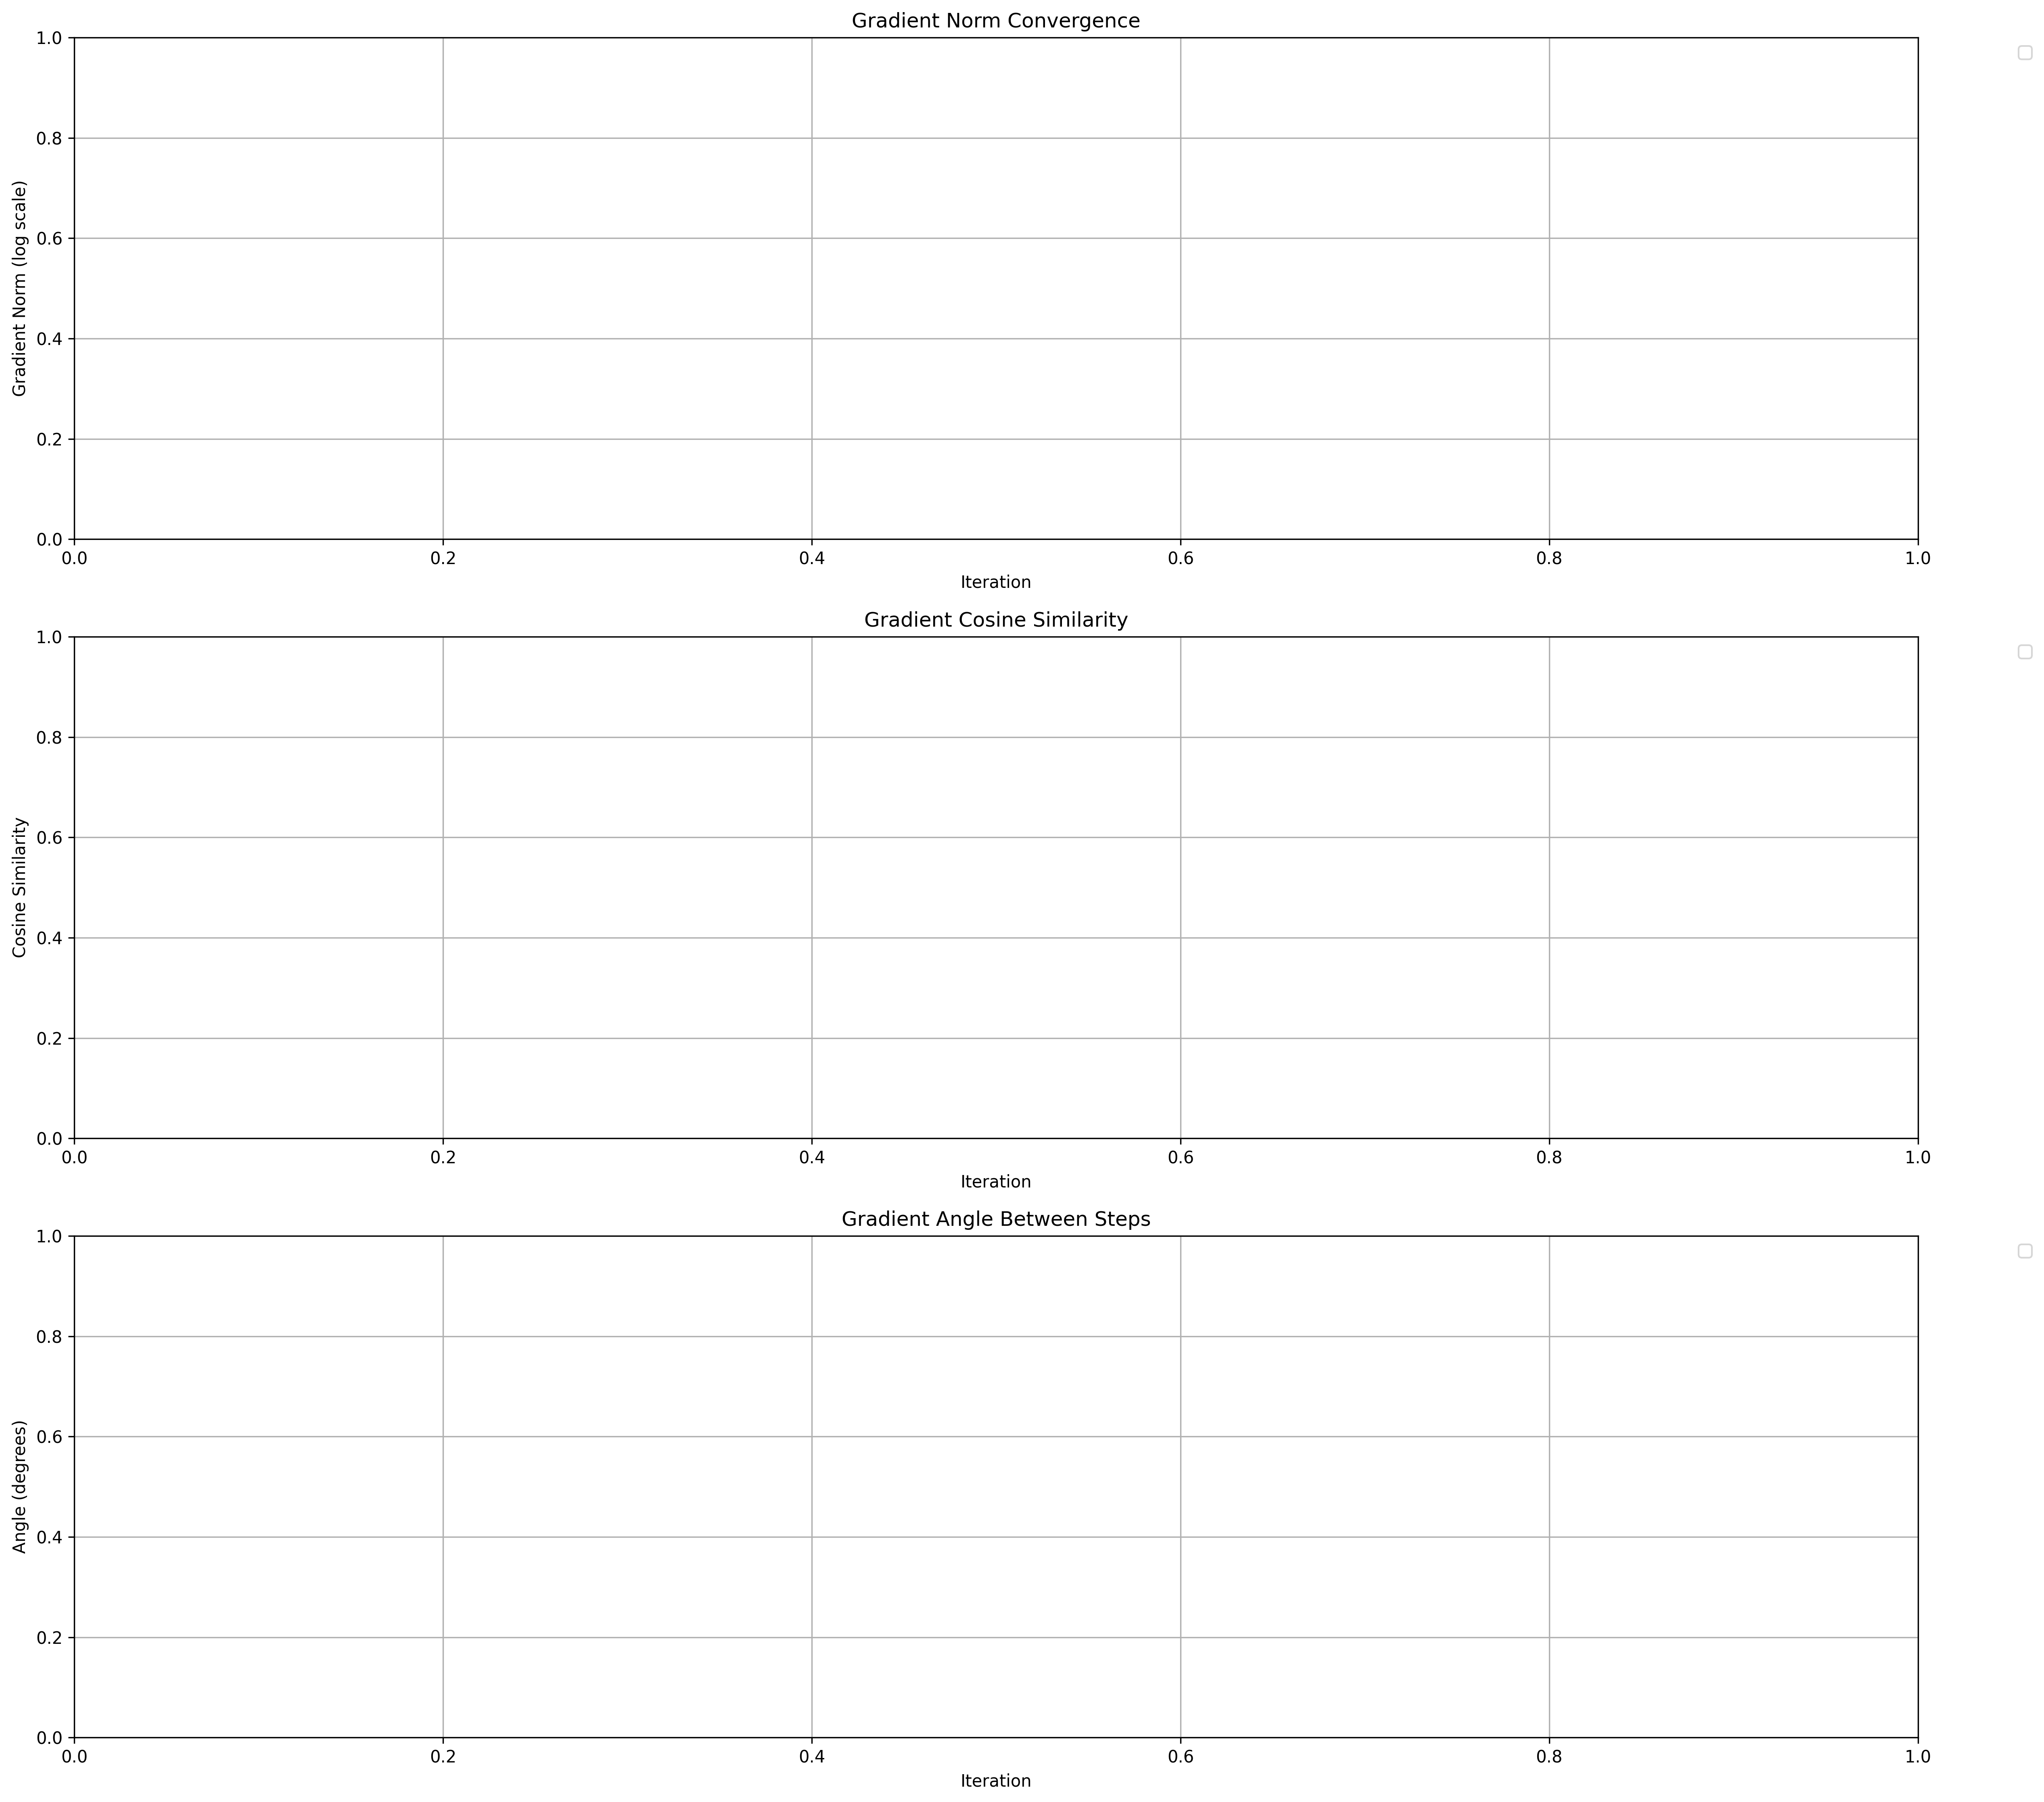 Gradient Norm Convergence
1.0
0.8
0.6
0.4
0.2
0.0
Gradient Norm (log scale)
0.0 0.2 0.4 0.6 0.8 1.0
Iteration
Gradient Cosine Similarity
1.0
0.8
0.6
0.4
0.2
0.0
Cosine Similarity
0.0 0.2 0.4 0.6 0.8 1.0
Iteration
Gradient Angle Between Steps
1.0
0.8
0.6
0.4
0.2
0.0
Angle (degrees)
0.0 0.2 0.4 0.6 0.8 1.0
Iteration